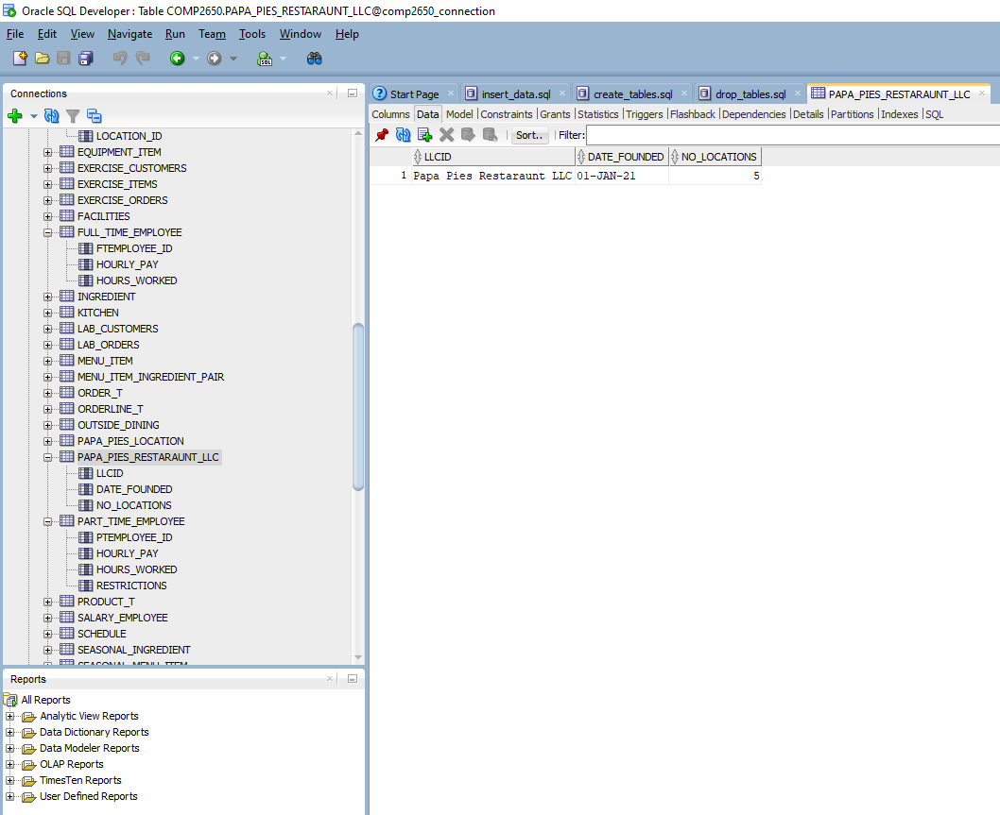 Oracle SQL Developer : Table COMP2650.PAPA_PIES_RESTARAUNT_LLC@comp2650_connection
File Edit View Navigate Run Team Tools Window Help
SQL
Connections
LOCATION_ID
EQUIPMENT_ITEM
EXERCISE_CUSTOMERS
EXERCISE_ITEMS
EXERCISE_ORDERS
FACILITIES
FULL_TIME_EMPLOYEE
FTEMPLOYEE_ID
HOURLY_PAY
HOURS_WORKED
INGREDIENT
KITCHEN
LAB_CUSTOMERS
LAB_ORDERS
MENU_ITEM
MENU_ITEM_INGREDIENT_PAIR
ORDER_T
ORDERLINE_T
OUTSIDE_DINING
PAPA_PIES_LOCATION
PAPA_PIES_RESTARAUNT_LLC
LLCID
DATE_FOUNDED
NO_LOCATIONS
PART_TIME_EMPLOYEE
PTEMPLOYEE_ID
HOURLY_PAY
HOURS_WORKED
RESTRICTIONS
PRODUCT_T
SALARY_EMPLOYEE
SCHEDULE
SEASONAL_INGREDIENT
SEASONAL_MENU_ITEM
Reports
All Reports
Analytic View Reports
Data Dictionary Reports
Data Modeler Reports
OLAP Reports
TimesTen Reports
User Defined Reports
Start Page insert_data.sql create_tables.sql drop_tables.sql PAPA_PIES_RESTARAUNT_LLC
Columns Data Model Constraints Grants Statistics Triggers Flashback Dependencies Details Partitions Indexes SQL
Sort.. Filter:
LLCID DATE_FOUNDED NO_LOCATIONS
1 Papa Pies Restaraunt LLC 01-JAN-21 5